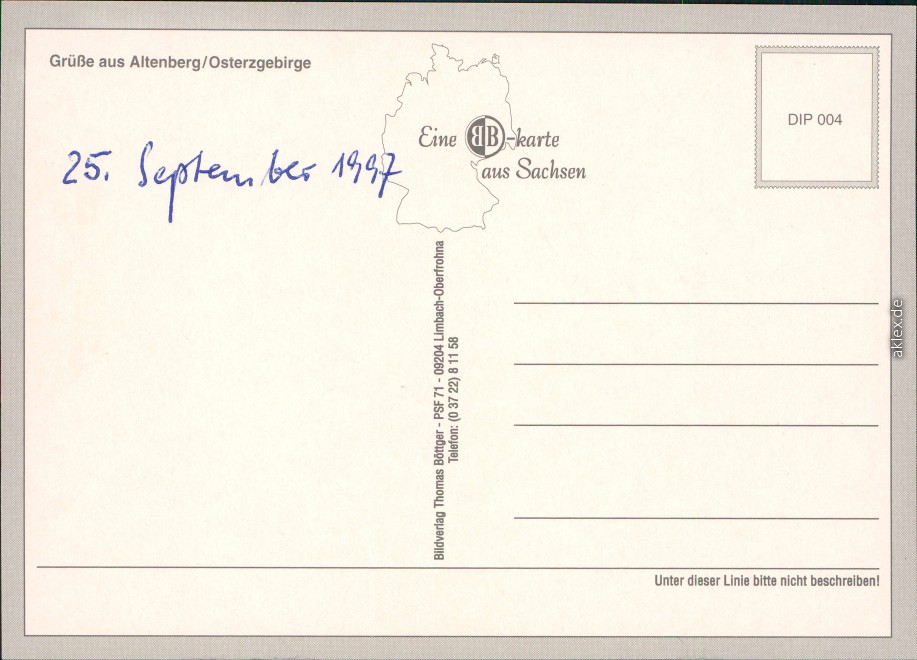 Grüße aus Altenberg/Osterzgebirge
25. September 1997
Eine BB-karte
aus Sachsen
DIP 004
Bildverlag Thomas Böttger - PSF 71 - 09204 Limbach-Oberfrohna
Telefon: (0 37 22) 8 11 58
Unter dieser Linie bitte nicht beschreiben!
aklex.de